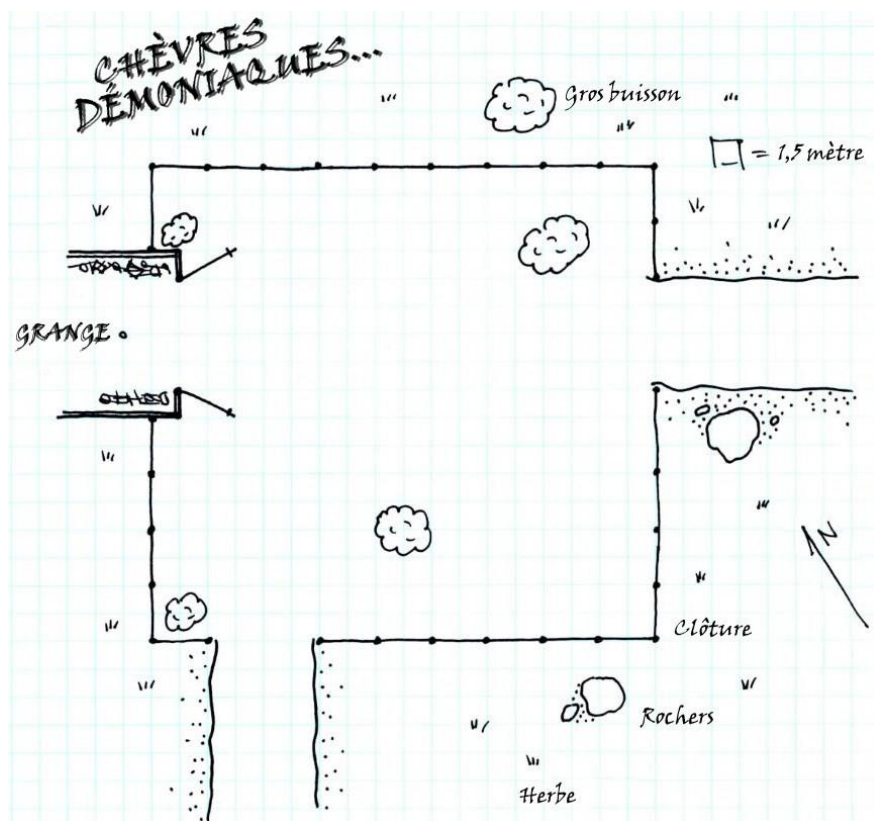 CHÈVRES
DÉMONIAQUES...
Gros buisson
= 1,5 mètre
GRANGE.
N
Clôture
Rochers
Herbe